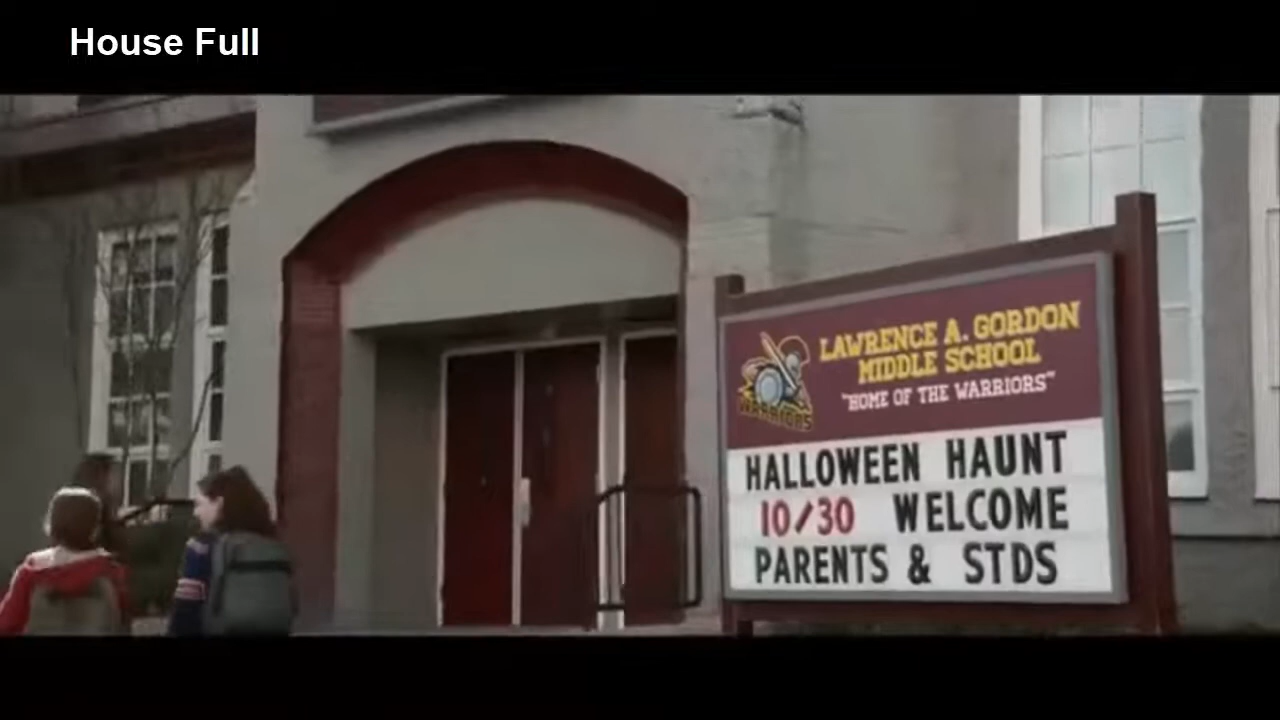 House Full
LAWRENCE A. GORDON
MIDDLE SCHOOL
"HOME OF THE WARRIORS"
WARRIORS
HALLOWEEN HAUNT
10/30 WELCOME
PARENTS & STDS